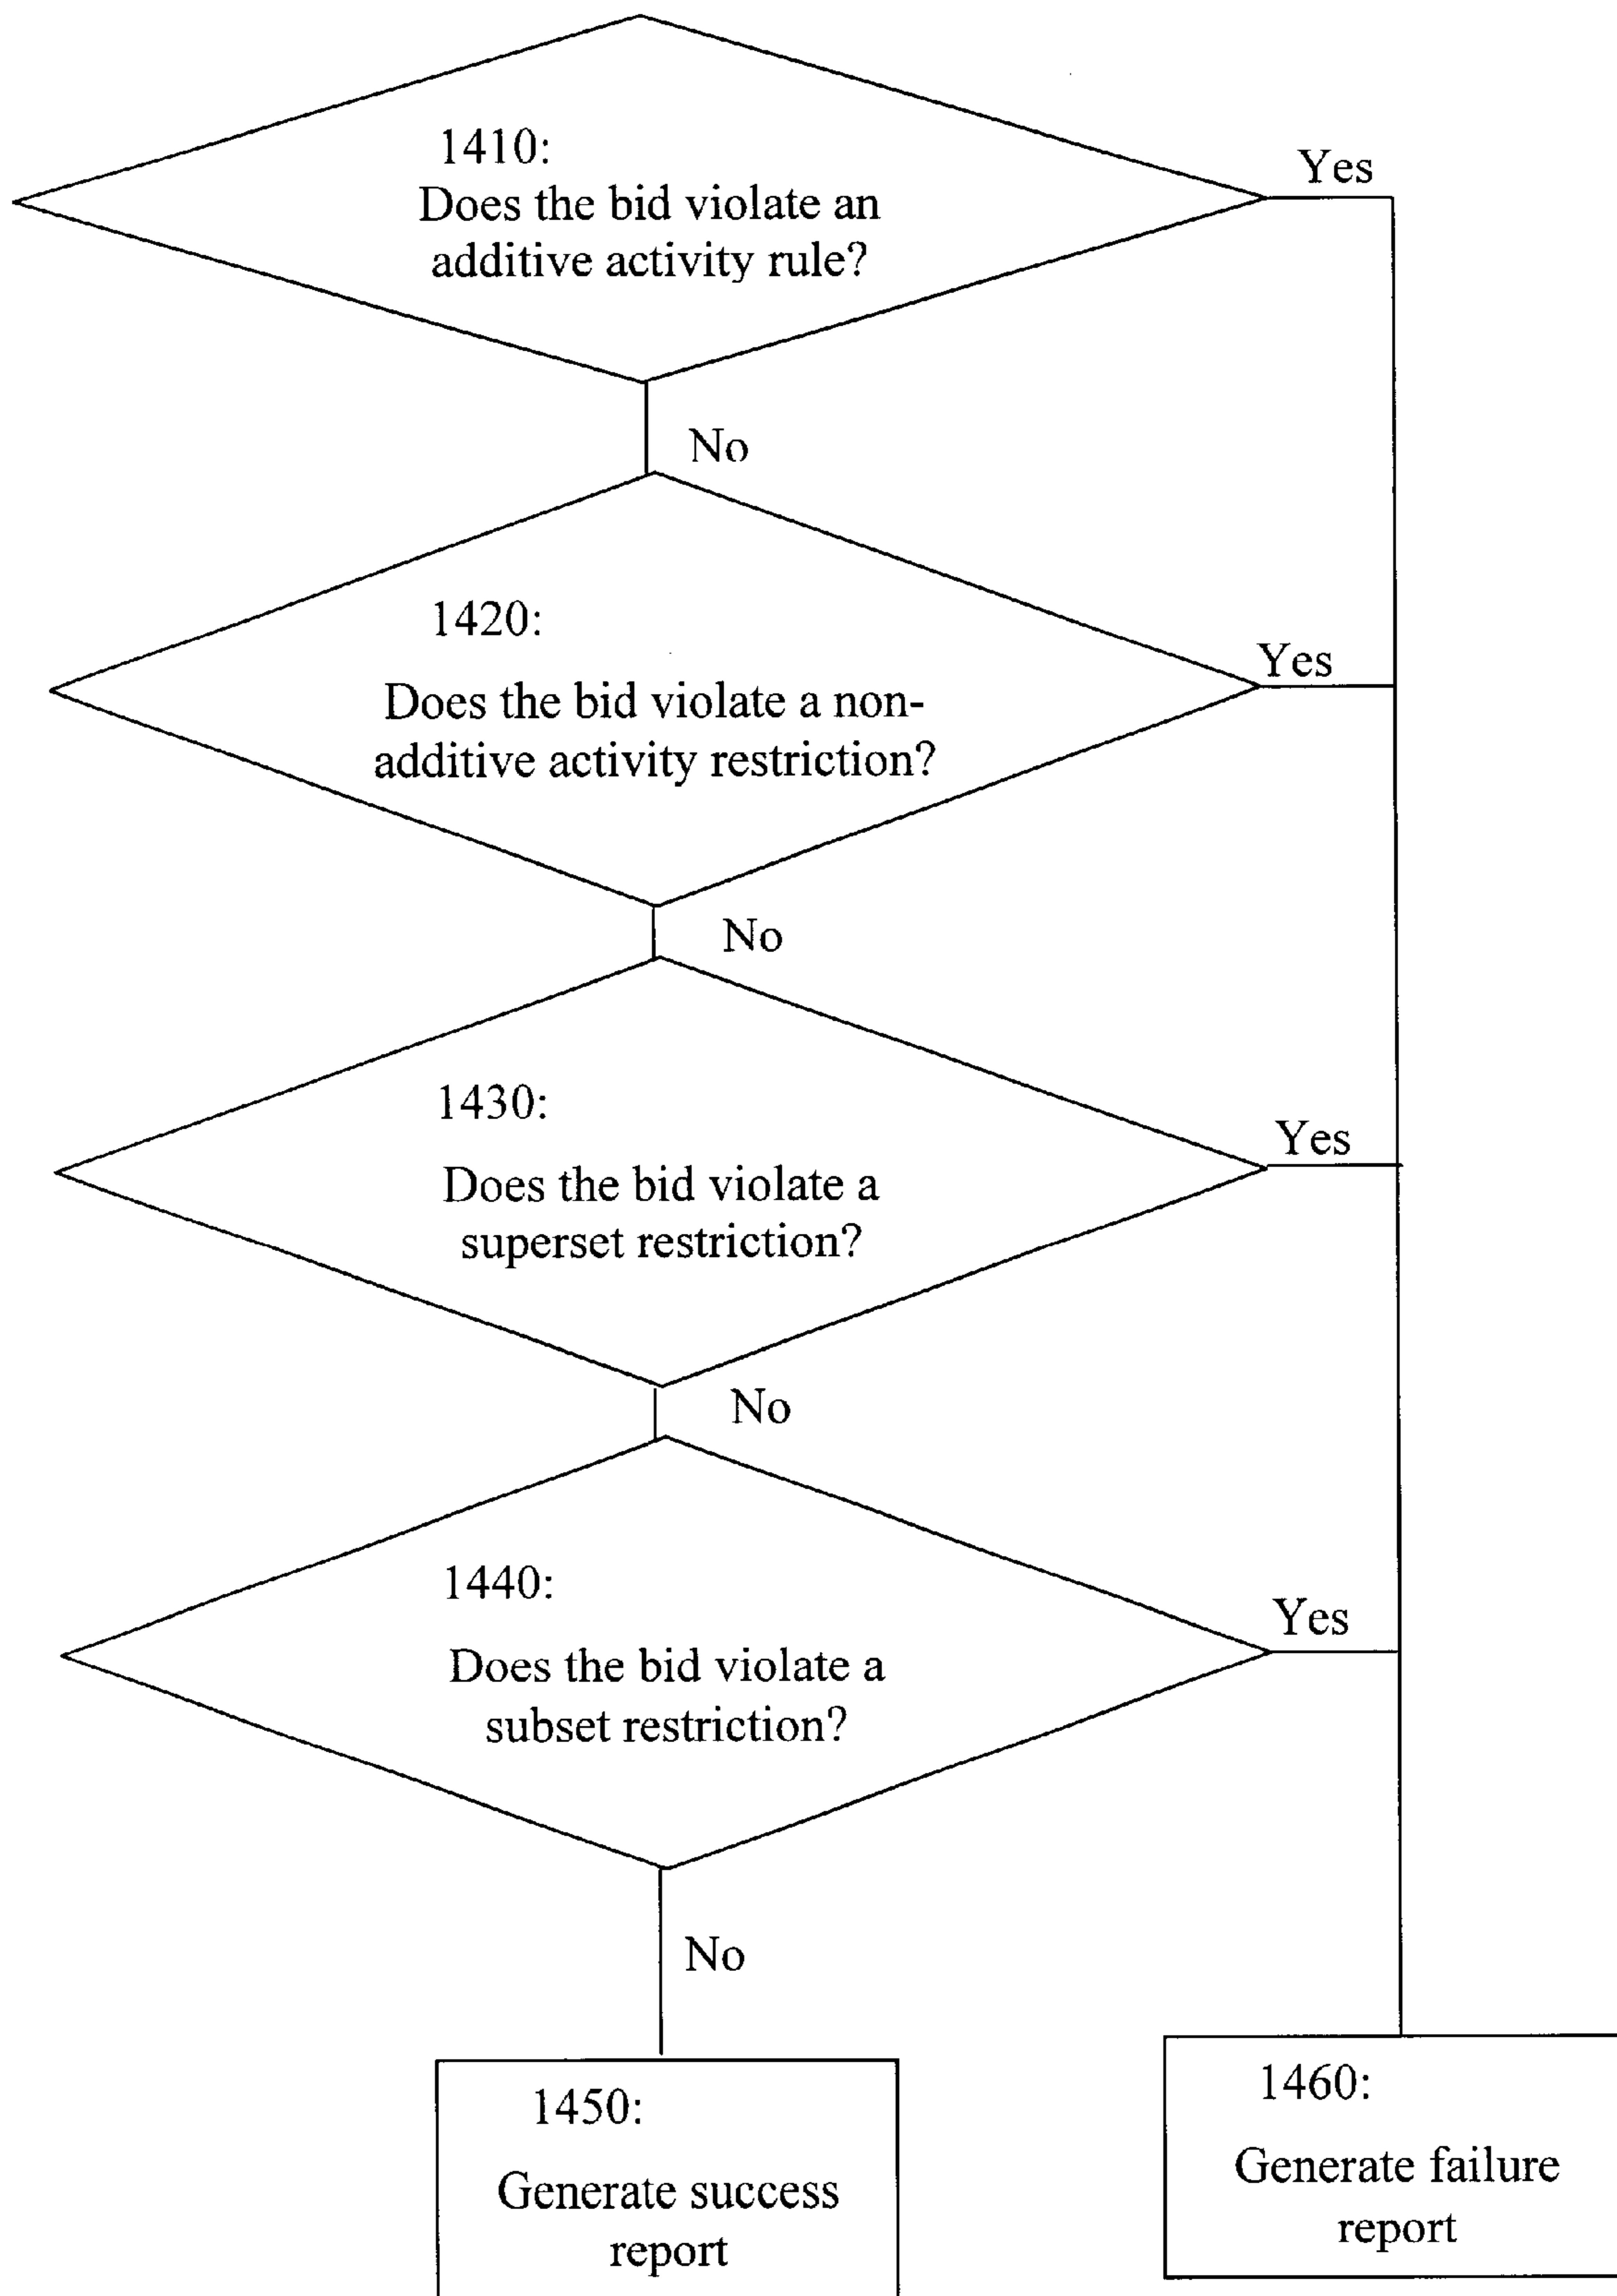 1410:
Does the bid violate an
additive activity rule?
Yes
No
1420:
Does the bid violate a non-
additive activity restriction?
Yes
No
1430:
Does the bid violate a
superset restriction?
Yes
No
1440:
Does the bid violate a
subset restriction?
Yes
No
1450:
Generate success
report
1460:
Generate failure
report